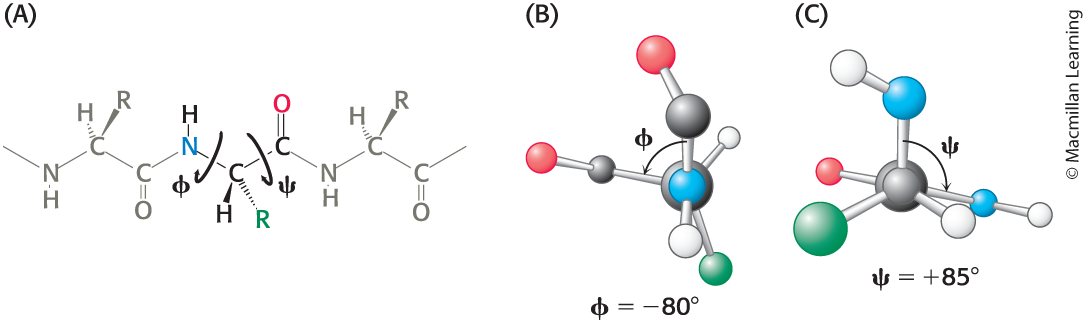 (A)
H
R
N
H
C
C
O
H
N
ϕ
C
H
R
ψ
O
C
N
H
H
R
C
C
O
(B)
ϕ
ϕ = −80°
(C)
ψ
ψ = +85°
© Macmillan Learning